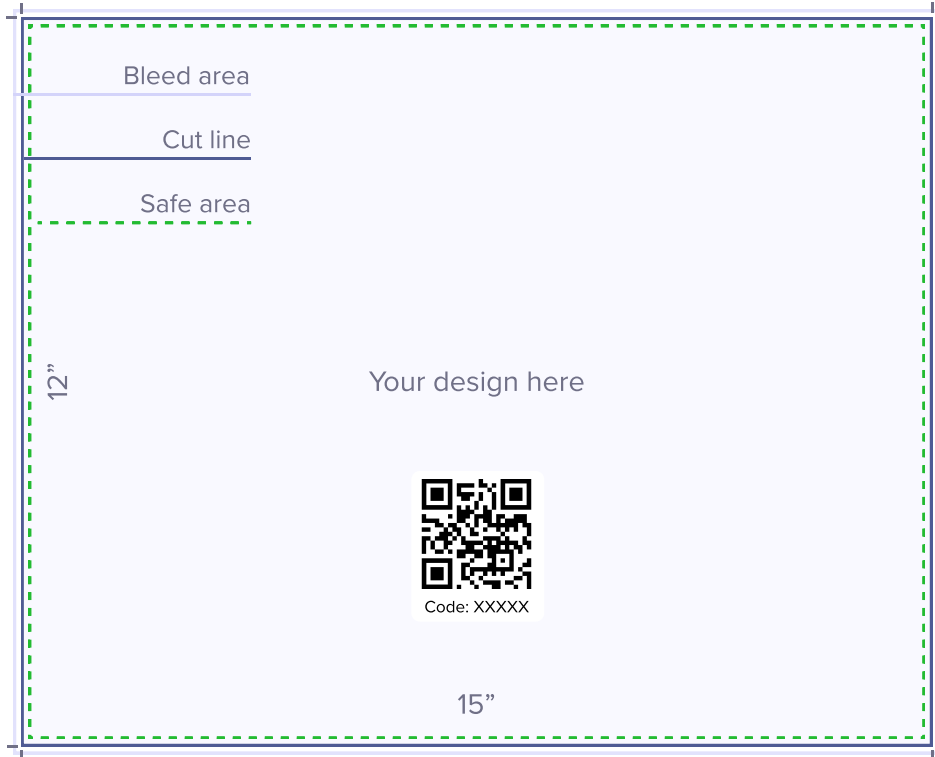 Bleed area
Cut line
Safe area
12”
Your design here
Code: XXXXX
15”